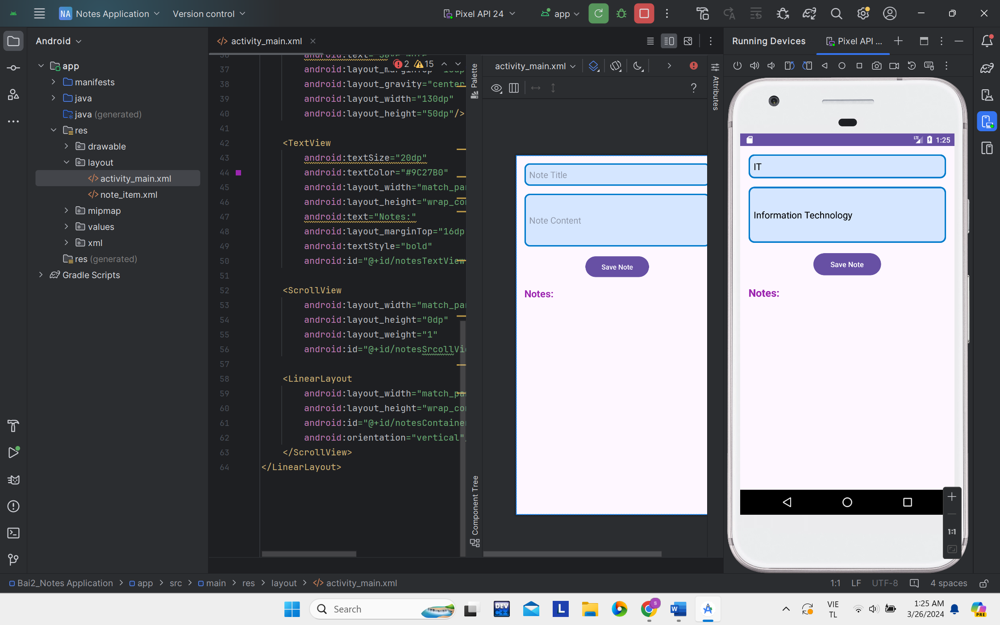 NA Notes Application Version control Pixel API 24 app
Android
app
manifests
java
java (generated)
res
drawable
layout
activity_main.xml
note_item.xml
mipmap
values
xml
res (generated)
Gradle Scripts
activity_main.xml
2 15
37
38 android:layout_gravity="center
39 android:layout_width="130dp"
40 android:layout_height="50dp"/>
41
42 <TextView
43 android:textSize="20dp"
44 android:textColor="#9C27B0"
45 android:layout_width="match_pa
46 android:layout_height="wrap_co
47 android:text="Notes:"
48 android:layout_marginTop="16dp
49 android:textStyle="bold"
50 android:id="@+id/notesTextView
51
52 <ScrollView
53 android:layout_width="match_pa
54 android:layout_height="0dp"
55 android:layout_weight="1"
56 android:id="@+id/notesSrcollVi
57
58 <LinearLayout
59 android:layout_width="match_pa
60 android:layout_height="wrap_co
61 android:id="@+id/notesContaine
62 android:orientation="vertical"
63 </ScrollView>
64 </LinearLayout>
Palette
Component Tree
activity_main.xml
Note Title
Note Content
Save Note
Notes:
Attributes
Running Devices Pixel API ...
LTE 1:25
IT
Information Technology
Save Note
Notes:
1:1
Bai2_Notes Application > app > src > main > res > layout > activity_main.xml
1:1 LF UTF-8 4 spaces
Search
DEV C++
L
S
W
VIE
TL
1:25 AM
3/26/2024
PRE